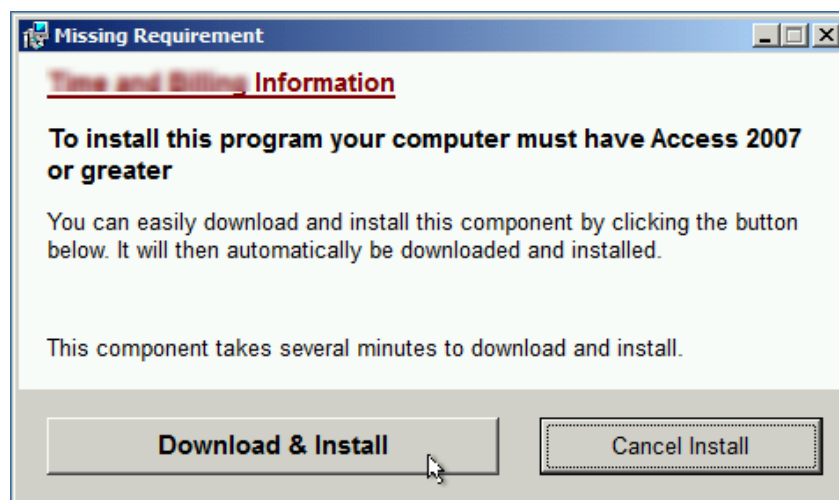 Missing Requirement
Information
To install this program your computer must have Access 2007
or greater
You can easily download and install this component by clicking the button
below. It will then automatically be downloaded and installed.
This component takes several minutes to download and install.
Download & Install
Cancel Install